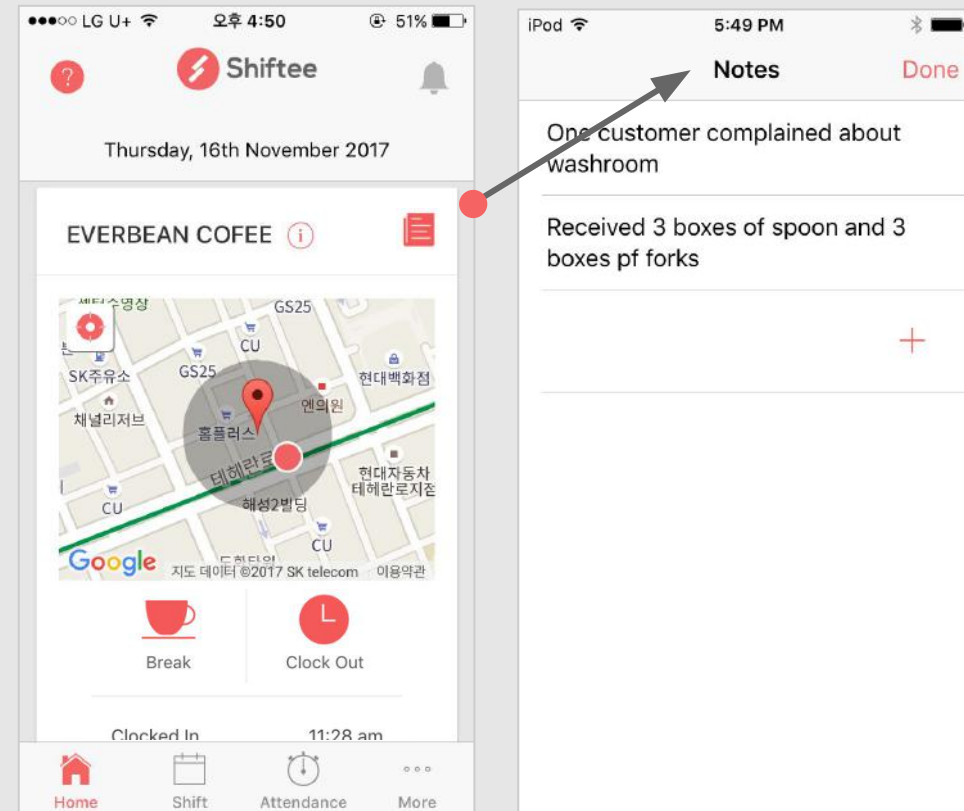 LG U+ 오후 4:50 51%
Shiftee
Thursday, 16th November 2017
EVERBEAN COFEE
GS25
CU
SK주유소
GS25
현대백화점
채널리저브
엔의원
홈플러스
테헤란로
현대자동차
테헤란로지점
CU
해성2빌딩
CU
Google
지도 데이터 ©2017 SK telecom 이용약관
Break Clock Out
Clocked In 11:28 am
Home Shift Attendance More
iPod 5:49 PM
Notes Done
One customer complained about
washroom
Received 3 boxes of spoon and 3
boxes pf forks